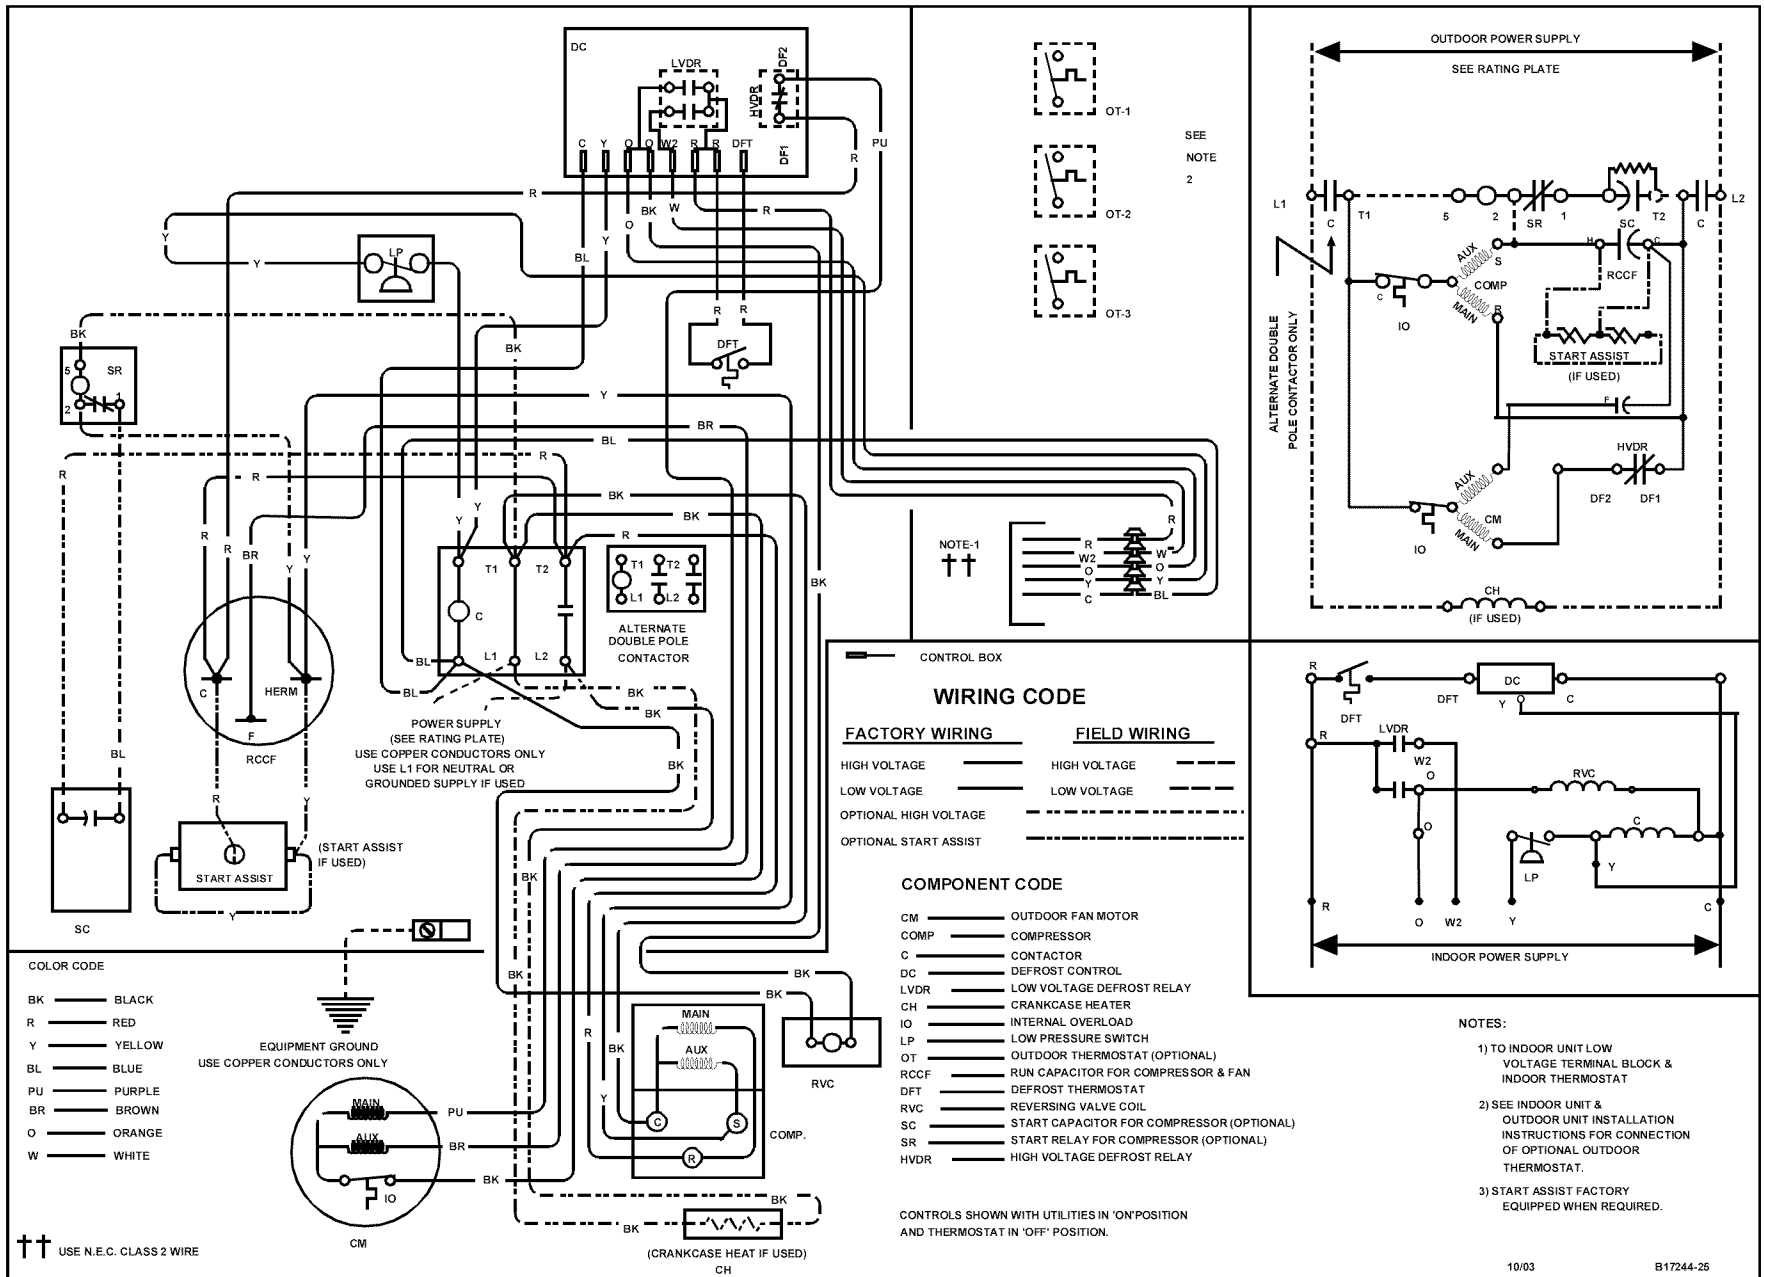 DC
LVDR
HVDR
DF2
DF1
C Y O O W2 R R DFT
PU
R
R
BK
W
R
O
Y
BL
Y
Y
LP
R
R
DFT
BK
BK
5
SR
1
2
Y
BR
BL
R
R
BK
BK
R
Y
Y
R
R
BR
Y
Y
T1
T2
C
L1
L2
T1
T2
L1
L2
ALTERNATE
DOUBLE POLE
CONTACTOR
BK
BL
BL
BK
BK
BK
C
HERM
F
RCCF
POWER SUPPLY
(SEE RATING PLATE)
USE COPPER CONDUCTORS ONLY
USE L1 FOR NEUTRAL OR
GROUNDED SUPPLY IF USED
BL
R
Y
(START ASSIST
IF USED)
START ASSIST
Y
SC
BK
BK
BK
BK
EQUIPMENT GROUND
USE COPPER CONDUCTORS ONLY
COLOR CODE
BK BLACK
R RED
Y YELLOW
BL BLUE
PU PURPLE
BR BROWN
O ORANGE
W WHITE
†† USE N.E.C. CLASS 2 WIRE
MAIN
AUX
IO
CM
PU
BR
BK
R
BK
Y
MAIN
AUX
C
S
R
COMP.
RVC
BK
BK
(CRANKCASE HEAT IF USED)
CH
OT-1
OT-2
OT-3
SEE
NOTE
2
NOTE-1
††
R
W2
O
Y
C
R
W
O
Y
BL
CONTROL BOX
WIRING CODE
FACTORY WIRING FIELD WIRING
HIGH VOLTAGE HIGH VOLTAGE
LOW VOLTAGE LOW VOLTAGE
OPTIONAL HIGH VOLTAGE
OPTIONAL START ASSIST
COMPONENT CODE
CM OUTDOOR FAN MOTOR
COMP COMPRESSOR
C CONTACTOR
DC DEFROST CONTROL
LVDR LOW VOLTAGE DEFROST RELAY
CH CRANKCASE HEATER
IO INTERNAL OVERLOAD
LP LOW PRESSURE SWITCH
OT OUTDOOR THERMOSTAT (OPTIONAL)
RCCF RUN CAPACITOR FOR COMPRESSOR & FAN
DFT DEFROST THERMOSTAT
RVC REVERSING VALVE COIL
SC START CAPACITOR FOR COMPRESSOR (OPTIONAL)
SR START RELAY FOR COMPRESSOR (OPTIONAL)
HVDR HIGH VOLTAGE DEFROST RELAY
CONTROLS SHOWN WITH UTILITIES IN 'ON'POSITION
AND THERMOSTAT IN 'OFF' POSITION.
OUTDOOR POWER SUPPLY
SEE RATING PLATE
L1
C
T1
5
2
SR
1
SC
T2
C
L2
ALTERNATE DOUBLE
POLE CONTACTOR ONLY
AUX
S
H
C
RCCF
COMP
MAIN
R
C
IO
START ASSIST
(IF USED)
F
HVDR
DF2
DF1
AUX
CM
MAIN
IO
CH
(IF USED)
R
DFT
DFT
DC
Y
O
C
R
LVDR
W2
O
RVC
O
C
LP
Y
R
O
W2
Y
C
INDOOR POWER SUPPLY
NOTES:
1) TO INDOOR UNIT LOW
VOLTAGE TERMINAL BLOCK &
INDOOR THERMOSTAT
2) SEE INDOOR UNIT &
OUTDOOR UNIT INSTALLATION
INSTRUCTIONS FOR CONNECTION
OF OPTIONAL OUTDOOR
THERMOSTAT.
3) START ASSIST FACTORY
EQUIPPED WHEN REQUIRED.
10/03
B17244-25